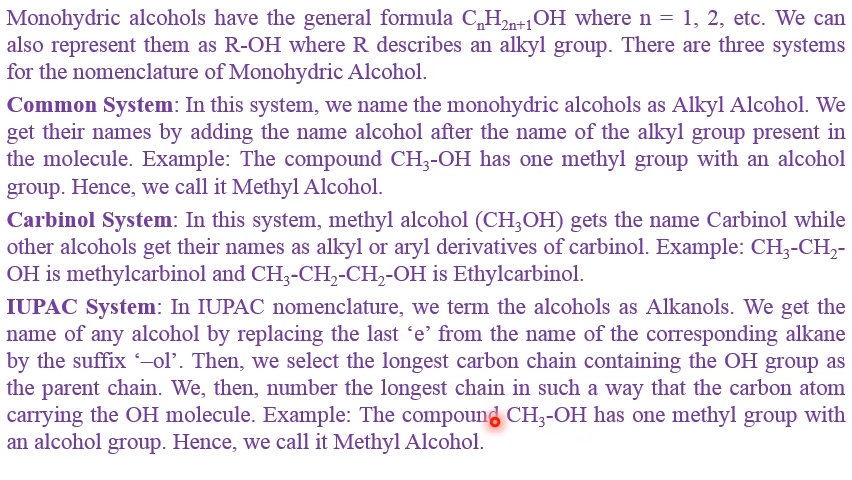 Monohydric alcohols have the general formula CₙH₂ₙ₊₁OH where n = 1, 2, etc. We can
also represent them as R-OH where R describes an alkyl group. There are three systems
for the nomenclature of Monohydric Alcohol.
Common System: In this system, we name the monohydric alcohols as Alkyl Alcohol. We
get their names by adding the name alcohol after the name of the alkyl group present in
the molecule. Example: The compound CH₃-OH has one methyl group with an alcohol
group. Hence, we call it Methyl Alcohol.
Carbinol System: In this system, methyl alcohol (CH₃OH) gets the name Carbinol while
other alcohols get their names as alkyl or aryl derivatives of carbinol. Example: CH₃-CH₂-
OH is methylcarbinol and CH₃-CH₂-CH₂-OH is Ethylcarbinol.
IUPAC System: In IUPAC nomenclature, we term the alcohols as Alkanols. We get the
name of any alcohol by replacing the last ‘e’ from the name of the corresponding alkane
by the suffix ‘–ol’. Then, we select the longest carbon chain containing the OH group as
the parent chain. We, then, number the longest chain in such a way that the carbon atom
carrying the OH molecule. Example: The compound CH₃-OH has one methyl group with
an alcohol group. Hence, we call it Methyl Alcohol.